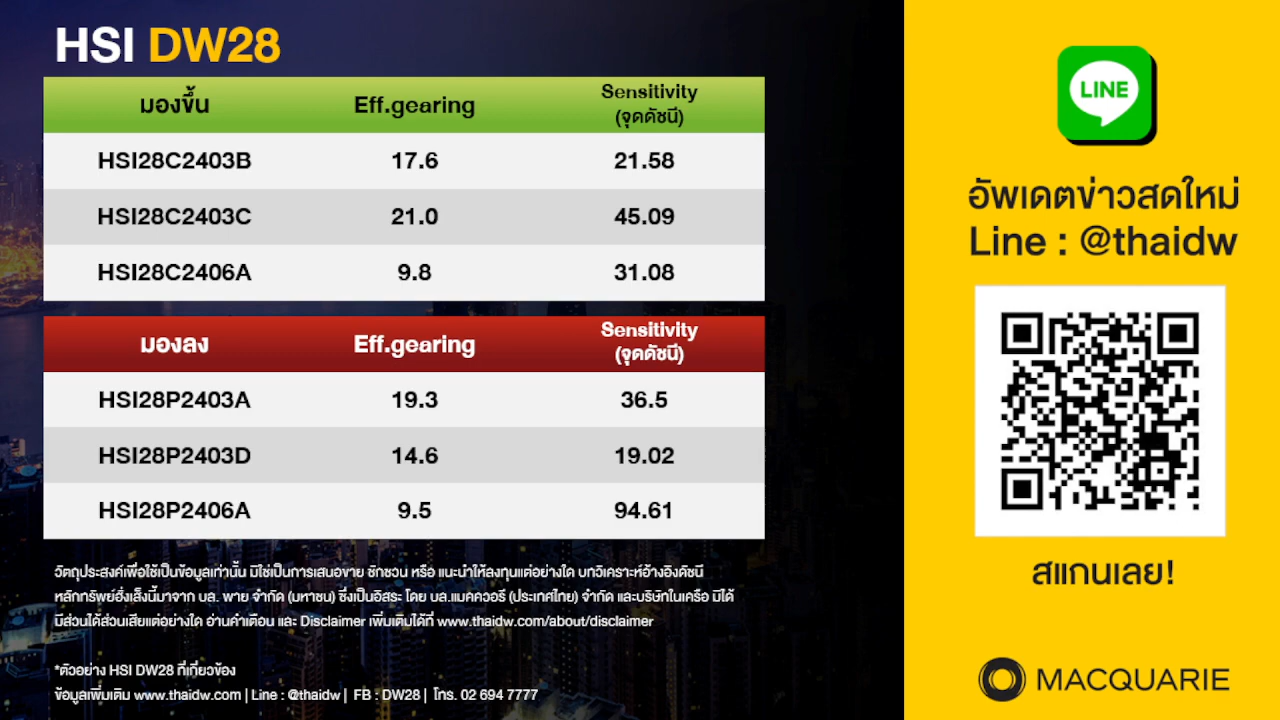 HSI DW28
มองขึ้น Eff.gearing Sensitivity (จุดดัชนี)
HSI28C2403B 17.6 21.58
HSI28C2403C 21.0 45.09
HSI28C2406A 9.8 31.08
มองลง Eff.gearing Sensitivity (จุดดัชนี)
HSI28P2403A 19.3 36.5
HSI28P2403D 14.6 19.02
HSI28P2406A 9.5 94.61
วัตถุประสงค์เพื่อใช้เป็นข้อมูลเท่านั้น มิใช่เป็นการเสนอขาย ชักชวน หรือ แนะนำให้ลงทุนแต่อย่างใด บทวิเคราะห์อ้างอิงดัชนี
หลักทรัพย์ฮั่งเส็งนี้มาจาก บล. พาย จำกัด (มหาชน) ซึ่งเป็นอิสระ โดย บล.แมคควอรี (ประเทศไทย) จำกัด และบริษัทในเครือ มิได้
มีส่วนได้ส่วนเสียแต่อย่างใด อ่านคำเตือน และ Disclaimer เพิ่มเติมได้ที่ www.thaidw.com/about/disclaimer
*ตัวอย่าง HSI DW28 ที่เกี่ยวข้อง
ข้อมูลเพิ่มเติม www.thaidw.com | Line : @thaidw | FB : DW28 | โทร. 02 694 7777
LINE
อัพเดตข่าวสดใหม่
Line : @thaidw
สแกนเลย!
MACQUARIE